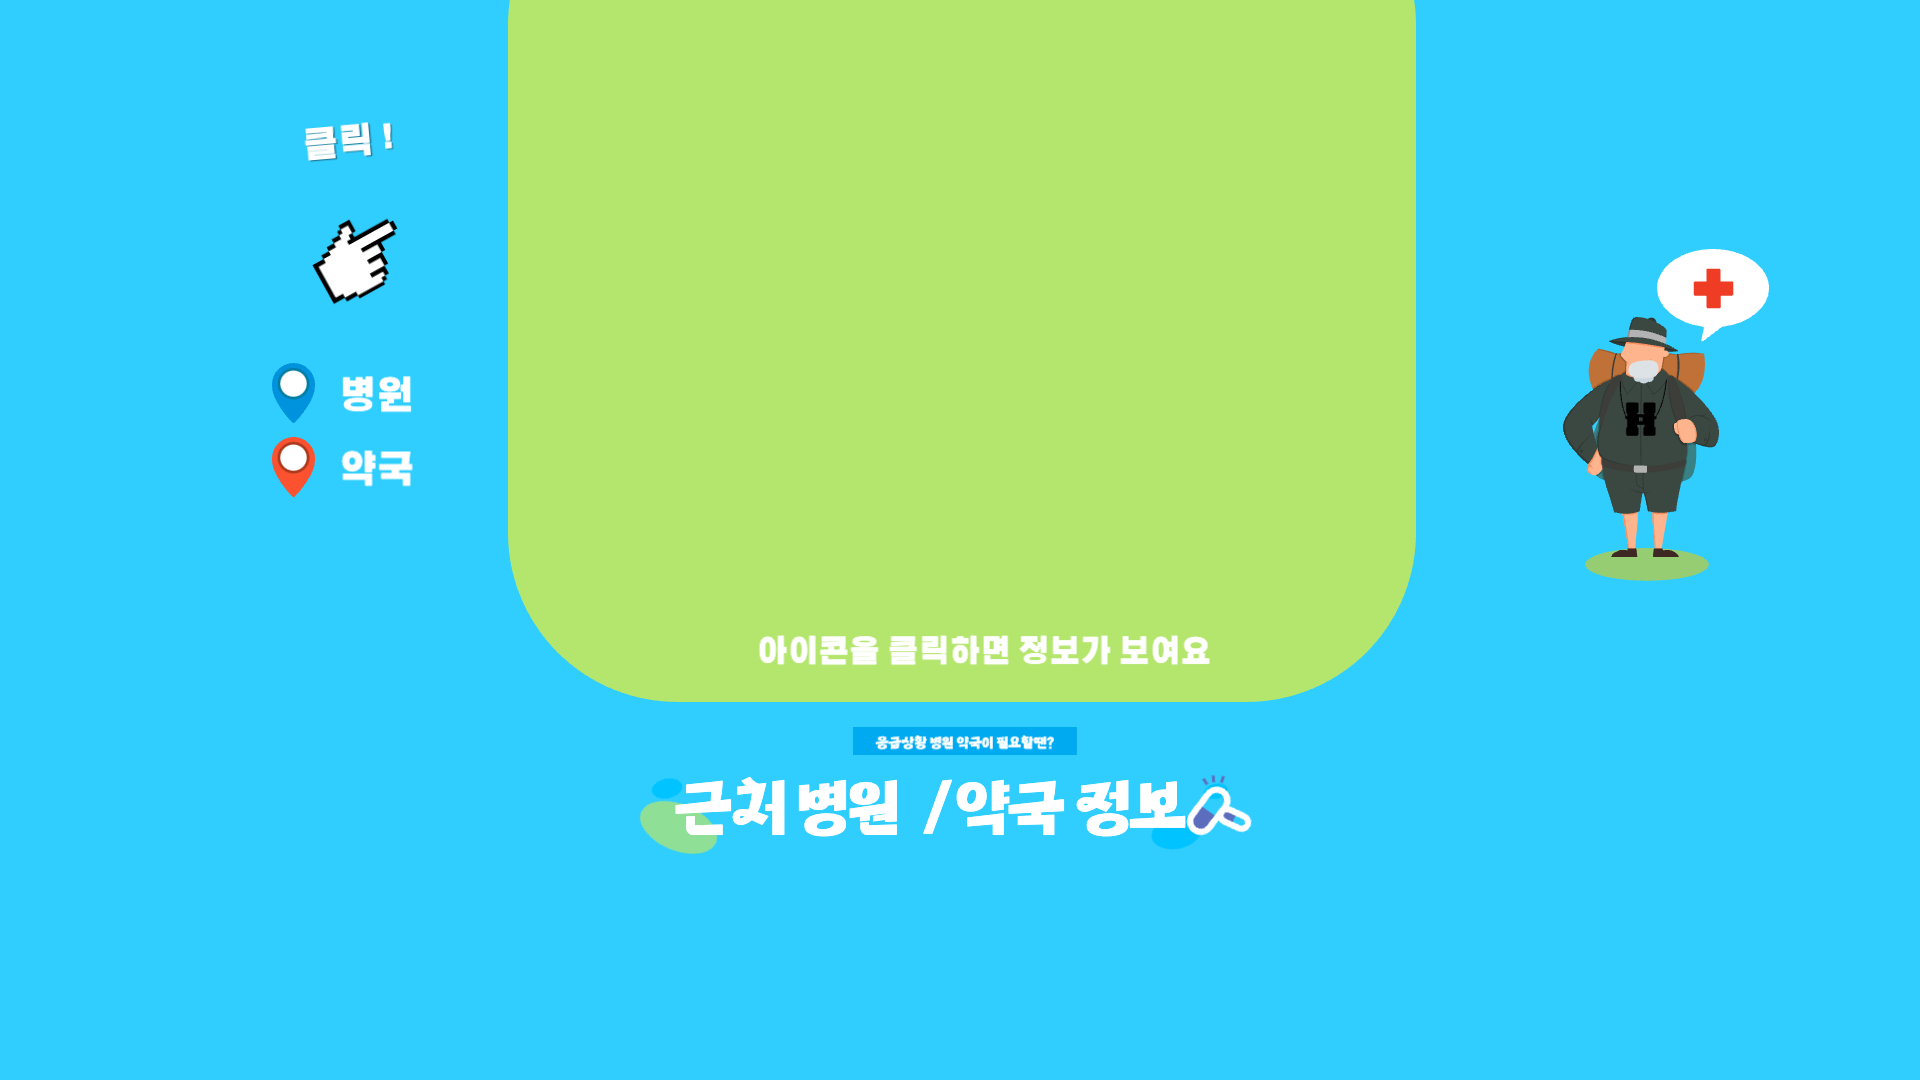 클릭 !
병원
약국
아이콘을 클릭하면 정보가 보여요
응급상황 병원 약국이 필요할땐?
근처 병원 /약국 정보